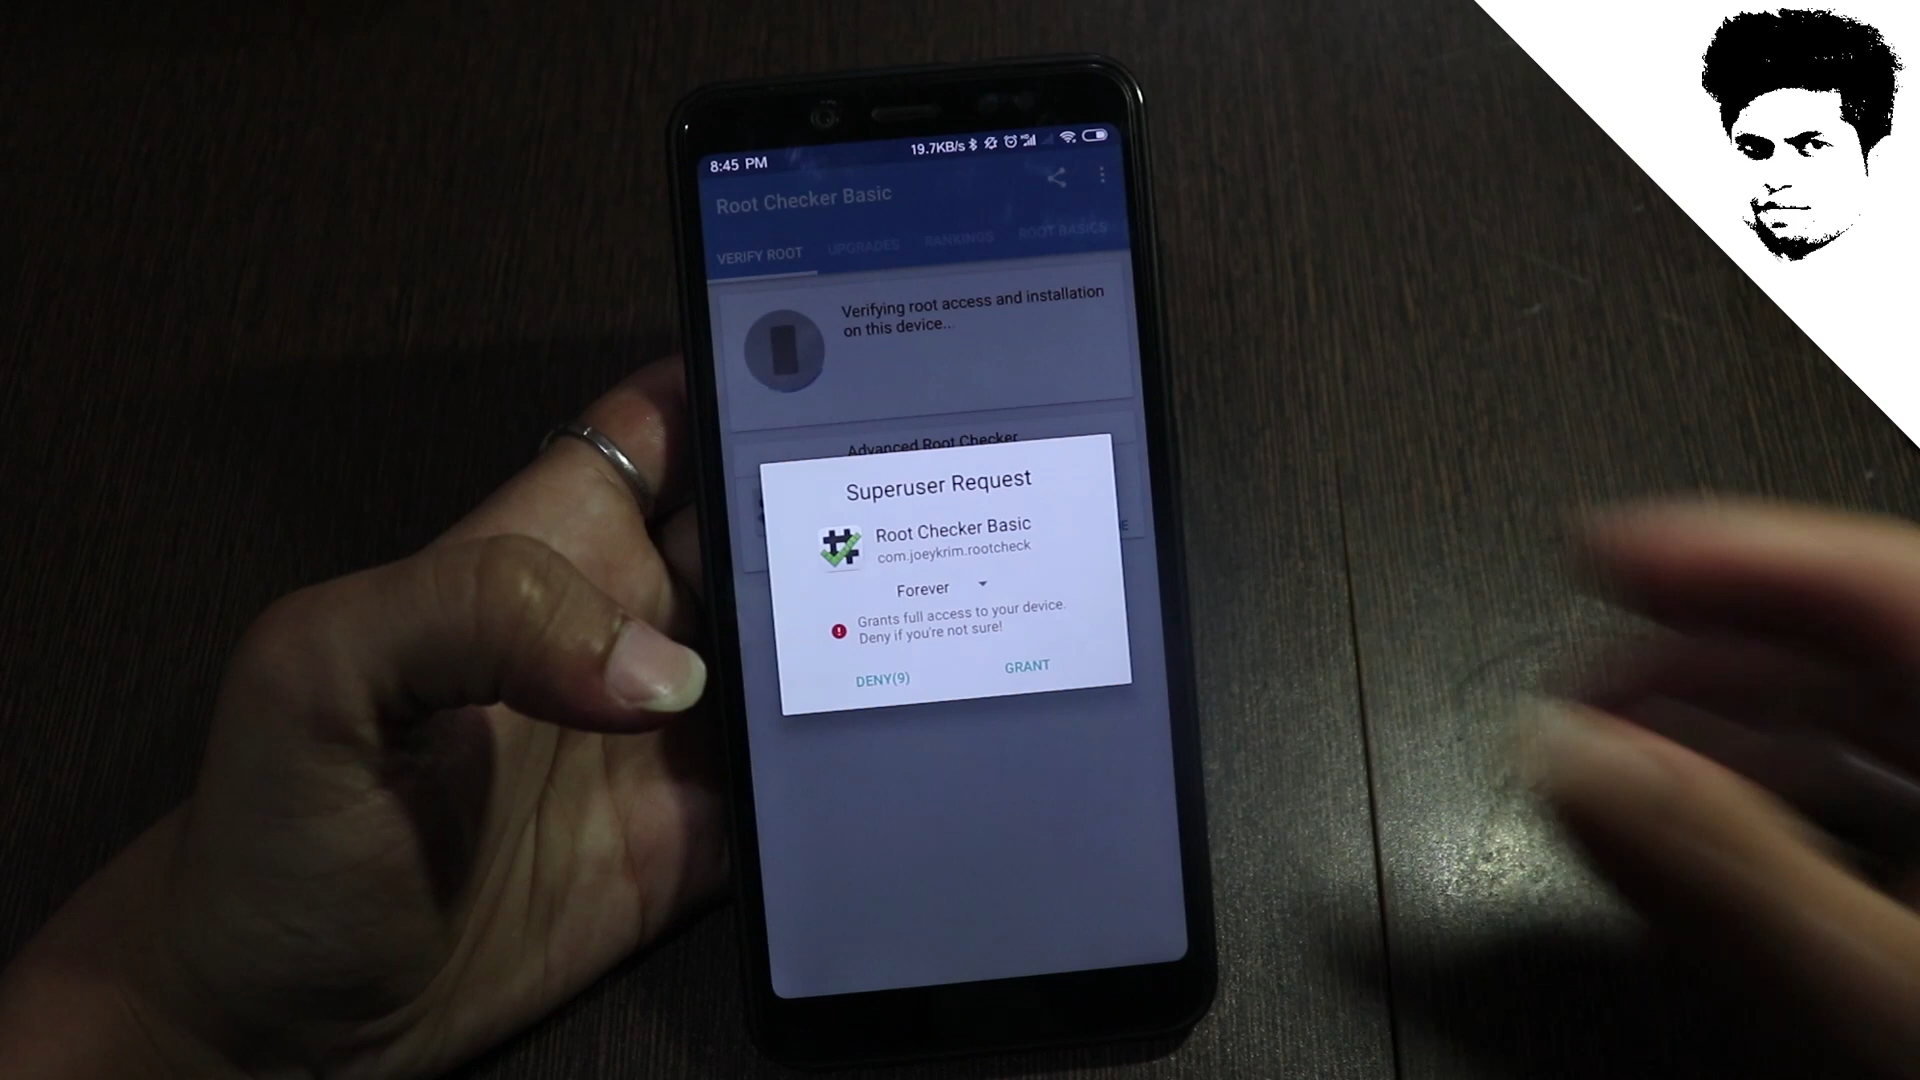 8:45 PM
19.7KB/s
Root Checker Basic
VERIFY ROOT UPGRADES RANKINGS ROOT BASICS
Verifying root access and installation
on this device...
Advanced Root Checker
Superuser Request
Root Checker Basic
com.joeykrim.rootcheck
Forever
Grants full access to your device.
Deny if you're not sure!
DENY(9) GRANT